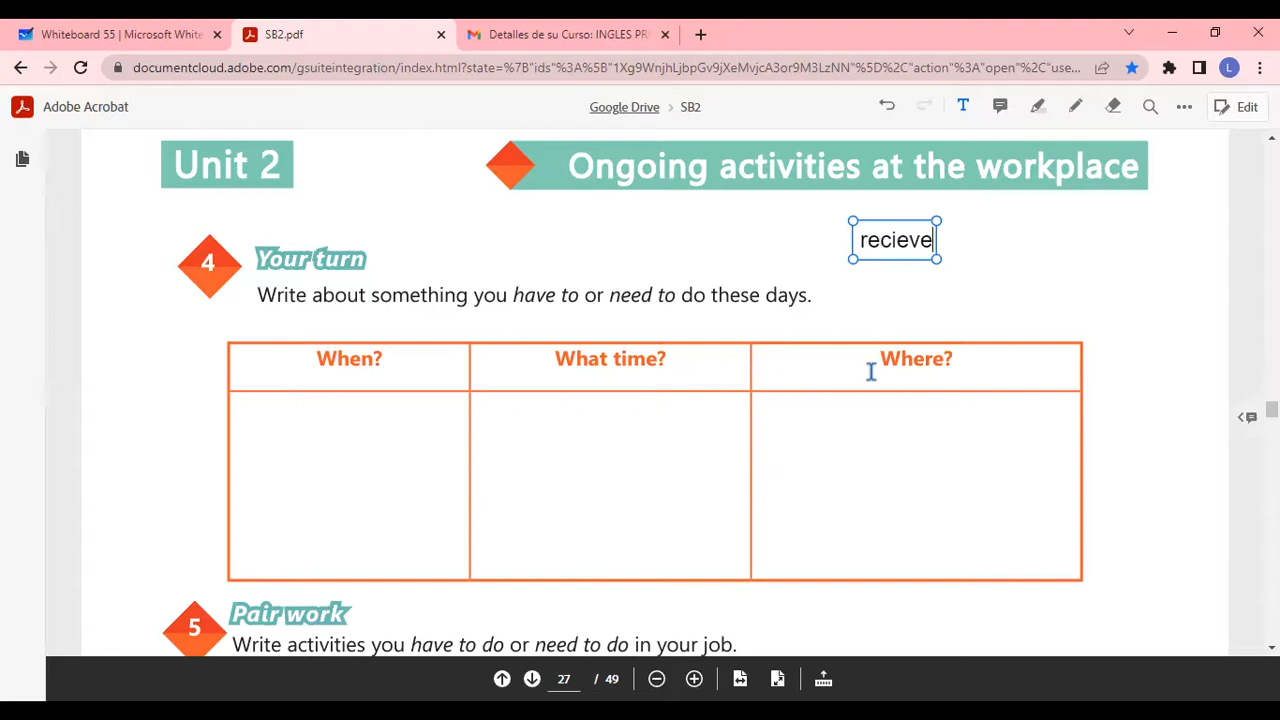 Whiteboard 55 | Microsoft White
SB2.pdf
Detalles de su Curso: INGLES PR
documentcloud.adobe.com/gsuiteintegration/index.html?state=%7B"ids"%3A%5B"1Xg9WnjhLjbpGv9jXeMvjcA3or9M3LzNN"%5D%2C"action"%3A"open"%2C"use...
L
Adobe Acrobat
Google Drive > SB2
T
Edit
Unit 2
Ongoing activities at the workplace
recieve
4
Your turn
Write about something you have to or need to do these days.
When?
What time?
Where?
5
Pair work
Write activities you have to do or need to do in your job.
27 / 49